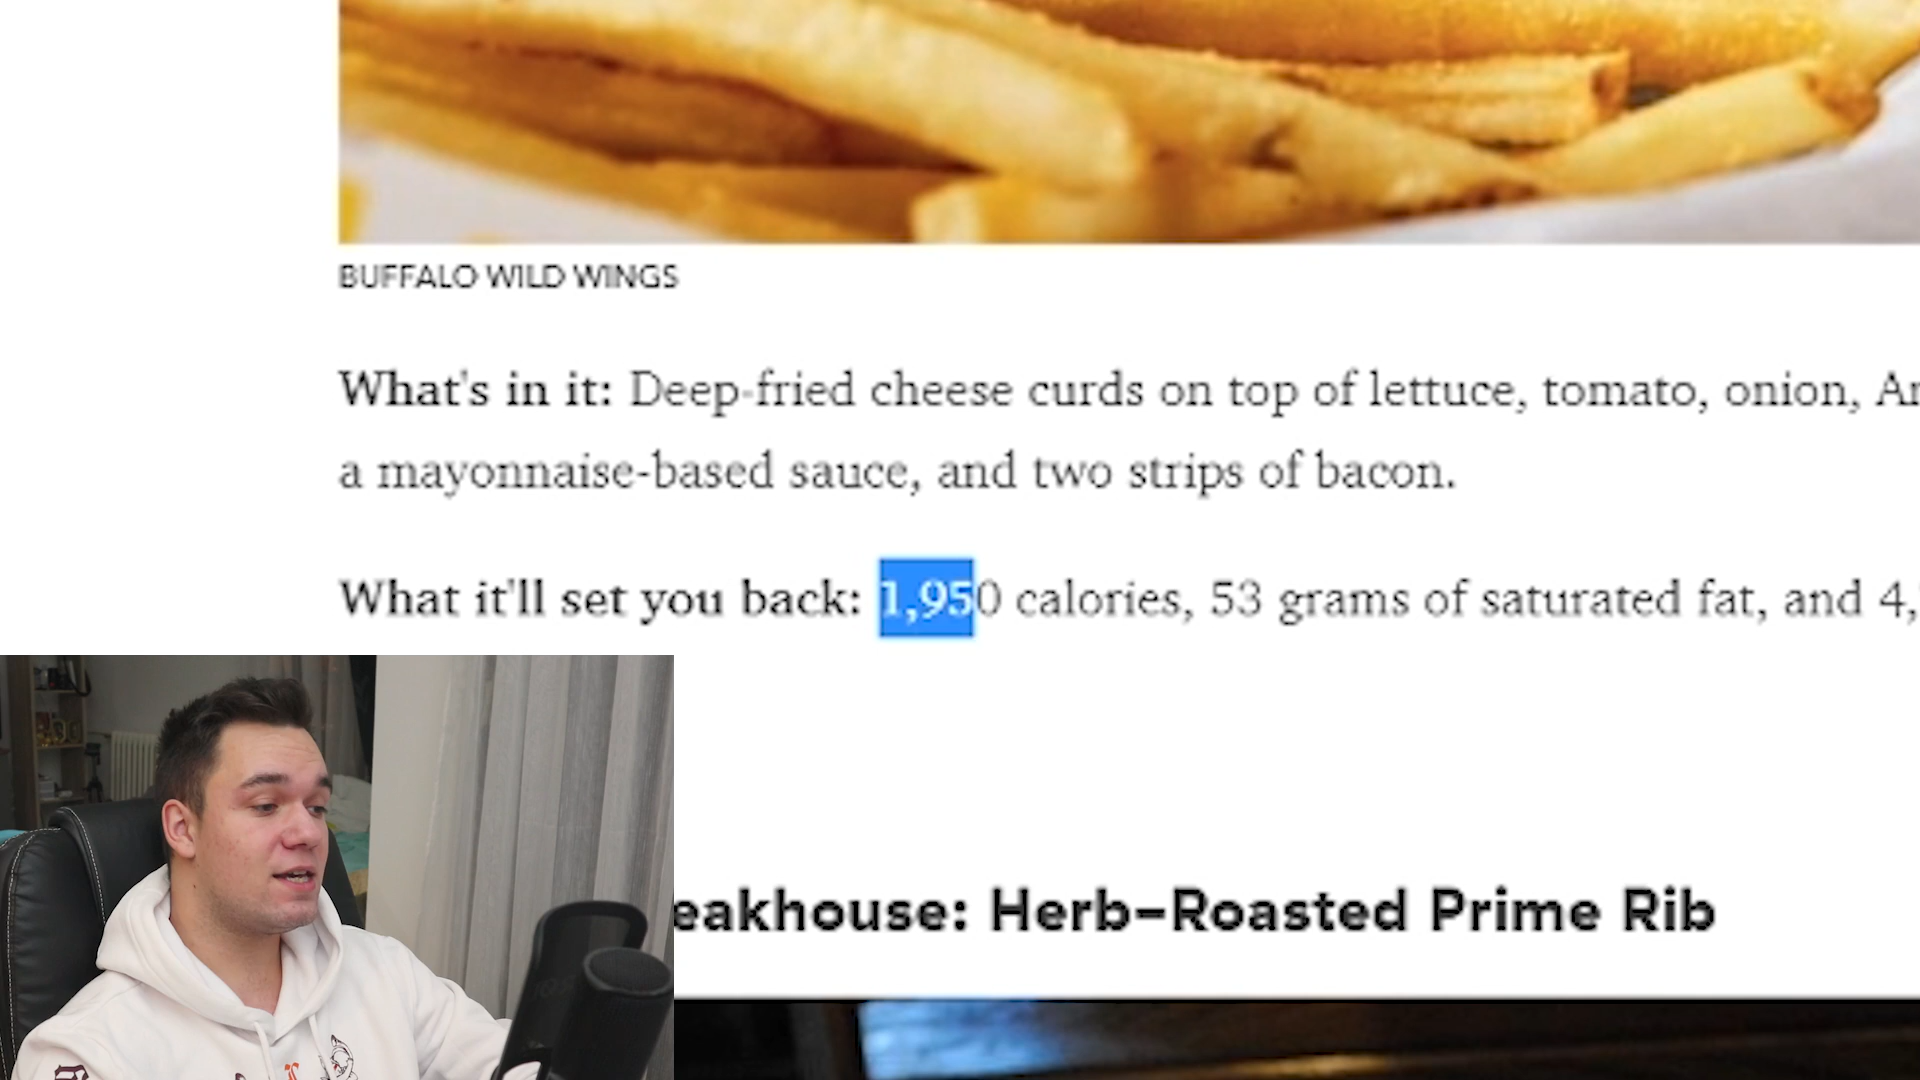 BUFFALO WILD WINGS
What's in it: Deep-fried cheese curds on top of lettuce, tomato, onion,
a mayonnaise-based sauce, and two strips of bacon.
What it'll set you back: 1,950 calories, 53 grams of saturated fat, and 4,
eakhouse: Herb-Roasted Prime Rib